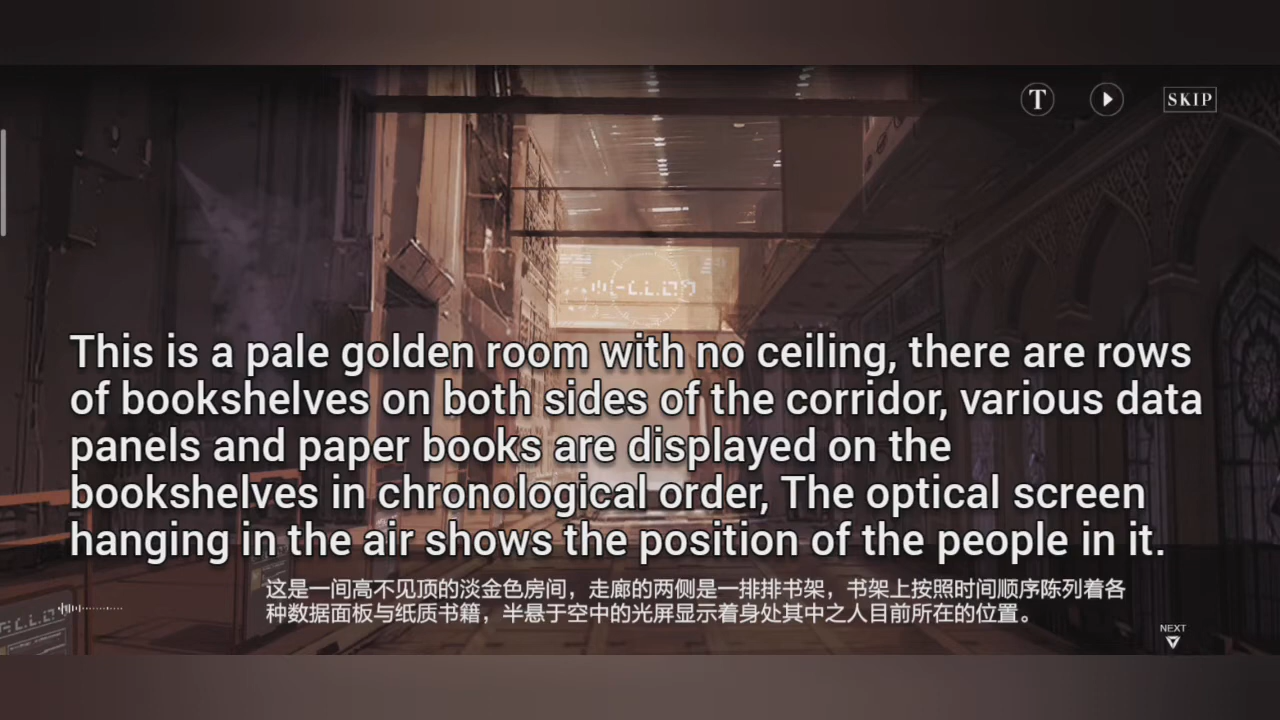 T
SKIP
This is a pale golden room with no ceiling, there are rows
of bookshelves on both sides of the corridor, various data
panels and paper books are displayed on the
bookshelves in chronological order, The optical screen
hanging in the air shows the position of the people in it.
这是一间高不见顶的淡金色房间，走廊的两侧是一排排书架，书架上按照时间顺序陈列着各
种数据面板与纸质书籍，半悬于空中的光屏显示着身处其中之人目前所在的位置。
NEXT